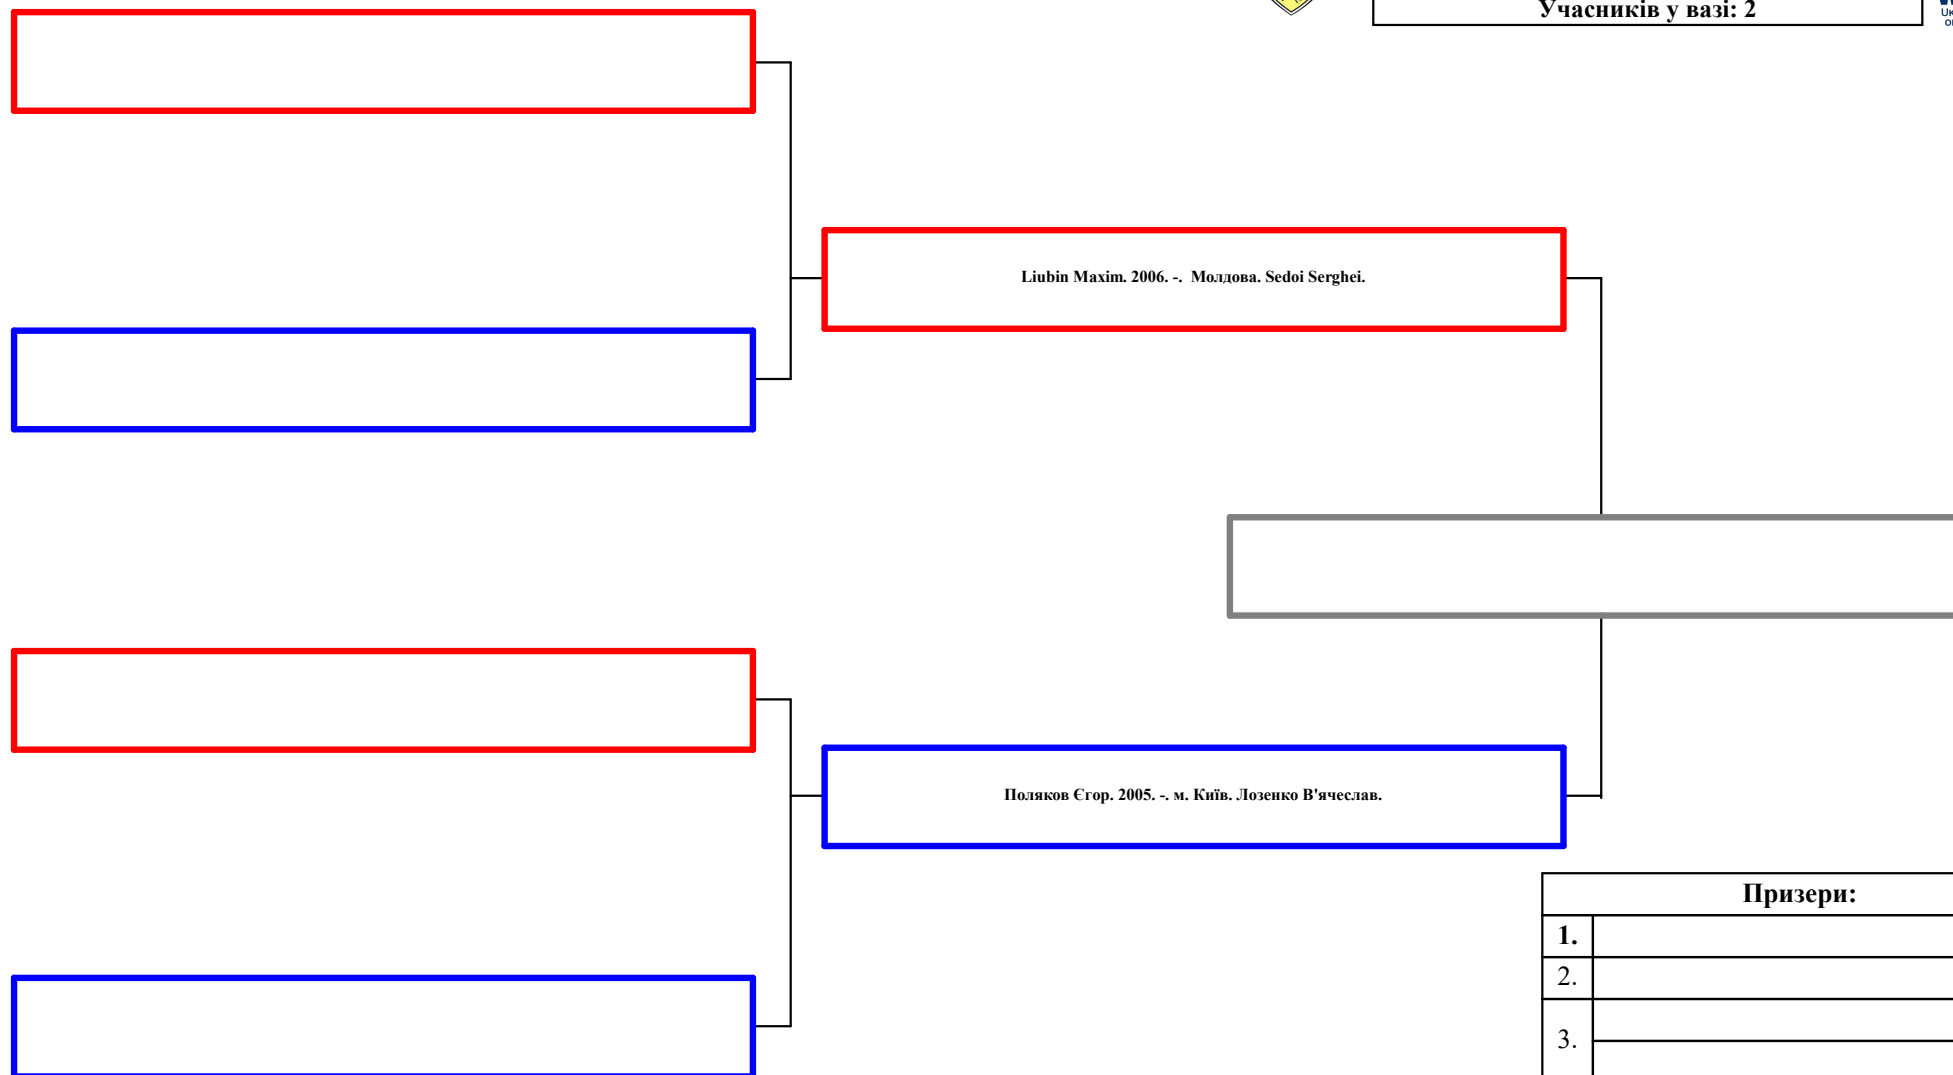 Учасників у вазі: 2
Liubin Maxim. 2006. -. Молдова. Sedoi Serghei.
Поляков Єгор. 2005. -. м. Київ. Лозенко В'ячеслав.
Призери:
1.
2.
3.